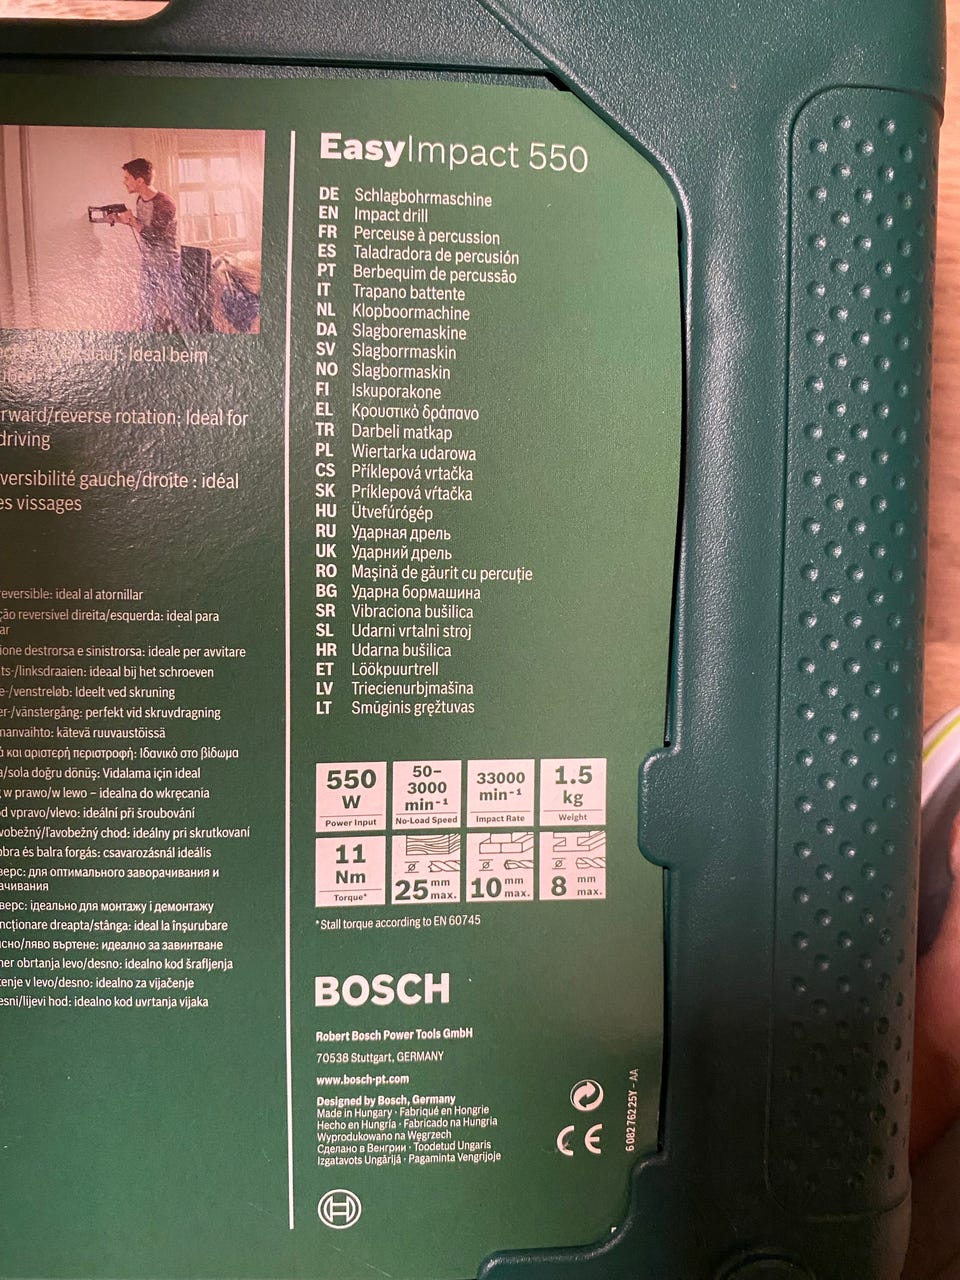 EasyImpact 550
DE Schlagbohrmaschine
EN Impact drill
FR Perceuse à percussion
ES Taladradora de percusión
PT Berbequim de percussão
IT Trapano battente
NL Klopboormachine
DA Slagboremaskine
SV Slagborrmaskin
NO Slagbormaskin
FI Iskuporakone
EL Κρουστικό δράπανο
TR Darbeli matkap
PL Wiertarka udarowa
CS Příklepová vrtačka
SK Príklepová vŕtačka
HU Ütvefúrógép
RU Ударная дрель
UK Ударний дрель
RO Maşină de găurit cu percuţie
BG Ударна бормашина
SR Vibraciona bušilica
SL Udarni vrtalni stroj
HR Udarna bušilica
ET Löökpuurtrell
LV Triecienurbjmašina
LT Smūginis gręžtuvas
550 W Power Input
50–3000 min⁻¹ No-Load Speed
33000 min⁻¹ Impact Rate
1.5 kg Weight
11 Nm Torque*
Ø 25 mm max.
Ø 10 mm max.
Ø 8 mm max.
*Stall torque according to EN 60745
BOSCH
Robert Bosch Power Tools GmbH
70538 Stuttgart, GERMANY
www.bosch-pt.com
Designed by Bosch, Germany
Made in Hungary · Fabriqué en Hongrie
Hecho en Hungría · Fabricado na Hungria
Wyprodukowano na Węgrzech
Сделано в Венгрии · Toodetud Ungaris
Izgatavots Ungārijā · Pagaminta Vengrijoje
CE
6 082 76 225Y - AA
Ideal beim
rward/reverse rotation; Ideal for
driving
versibilité gauche/droite : idéal
es vissages
eversible: ideal al atornillar
ção reversivel direita/esquerda: ideal para
ar
ione destrorsa e sinistrorsa: ideale per avvitare
ts-/linksdraaien: ideaal bij het schroeven
e-/venstreløb: Ideelt ved skruning
er-/vänstergång: perfekt vid skruvdragning
nanvaihto: kätevä ruuvaustöissä
ά και αριστερή περιστροφή: Ιδανικό στο βίδωμα
a/sola doğru dönüş: Vidalama için ideal
w prawo/w lewo – idealna do wkręcania
d vpravo/vlevo: ideální při šroubování
vobežný/ľavobežný chod: ideálny pri skrutkovaní
obra és balra forgás: csavarozásnál ideális
верс: для оптимального заворачивания и
ачивания
верс: ідеально для монтажу і демонтажу
ncţionare dreapta/stânga: ideal la înşurubare
сно/ляво въртене: идеално за завинтване
ner obrtanja levo/desno: idealno kod šrafljenja
enje v levo/desno: idealno za vijačenje
esni/lijevi hod: idealno kod uvrtanja vijaka